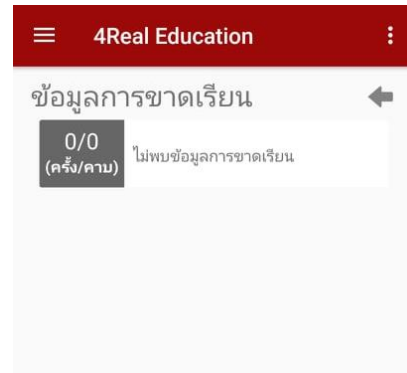 4Real Education
ข้อมูลการขาดเรียน
0/0
(ครั้ง/คาบ)
ไม่พบข้อมูลการขาดเรียน